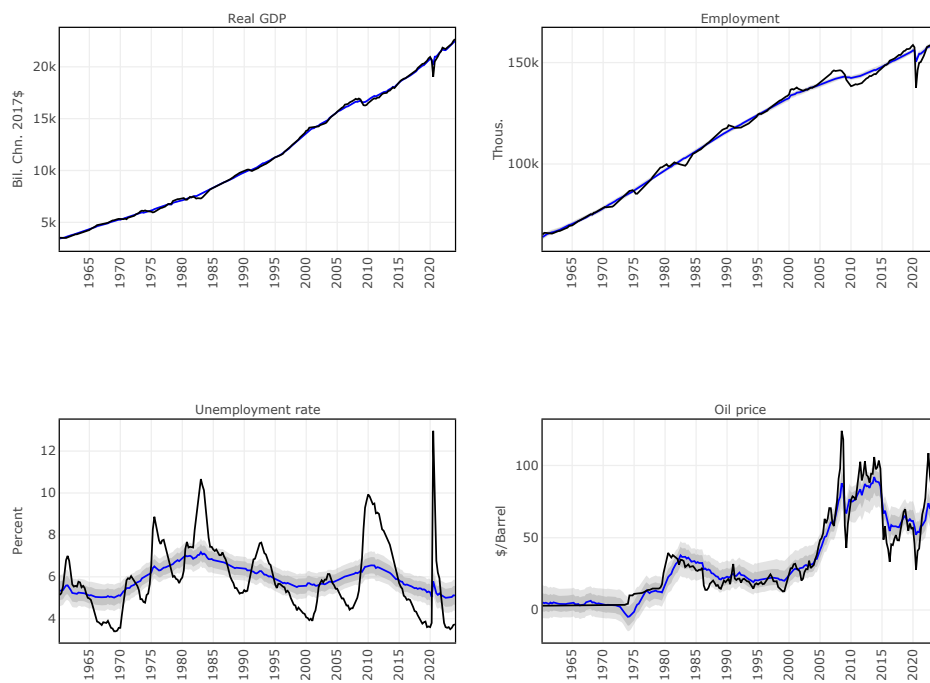 Real GDP
Bil. Chn. 2017$
20k
15k
10k
5k
1965 1970 1975 1980 1985 1990 1995 2000 2005 2010 2015 2020
Employment
Thous.
150k
100k
1965 1970 1975 1980 1985 1990 1995 2000 2005 2010 2015 2020
Unemployment rate
Percent
12
10
8
6
4
1965 1970 1975 1980 1985 1990 1995 2000 2005 2010 2015 2020
Oil price
$/Barrel
100
50
0
1965 1970 1975 1980 1985 1990 1995 2000 2005 2010 2015 2020